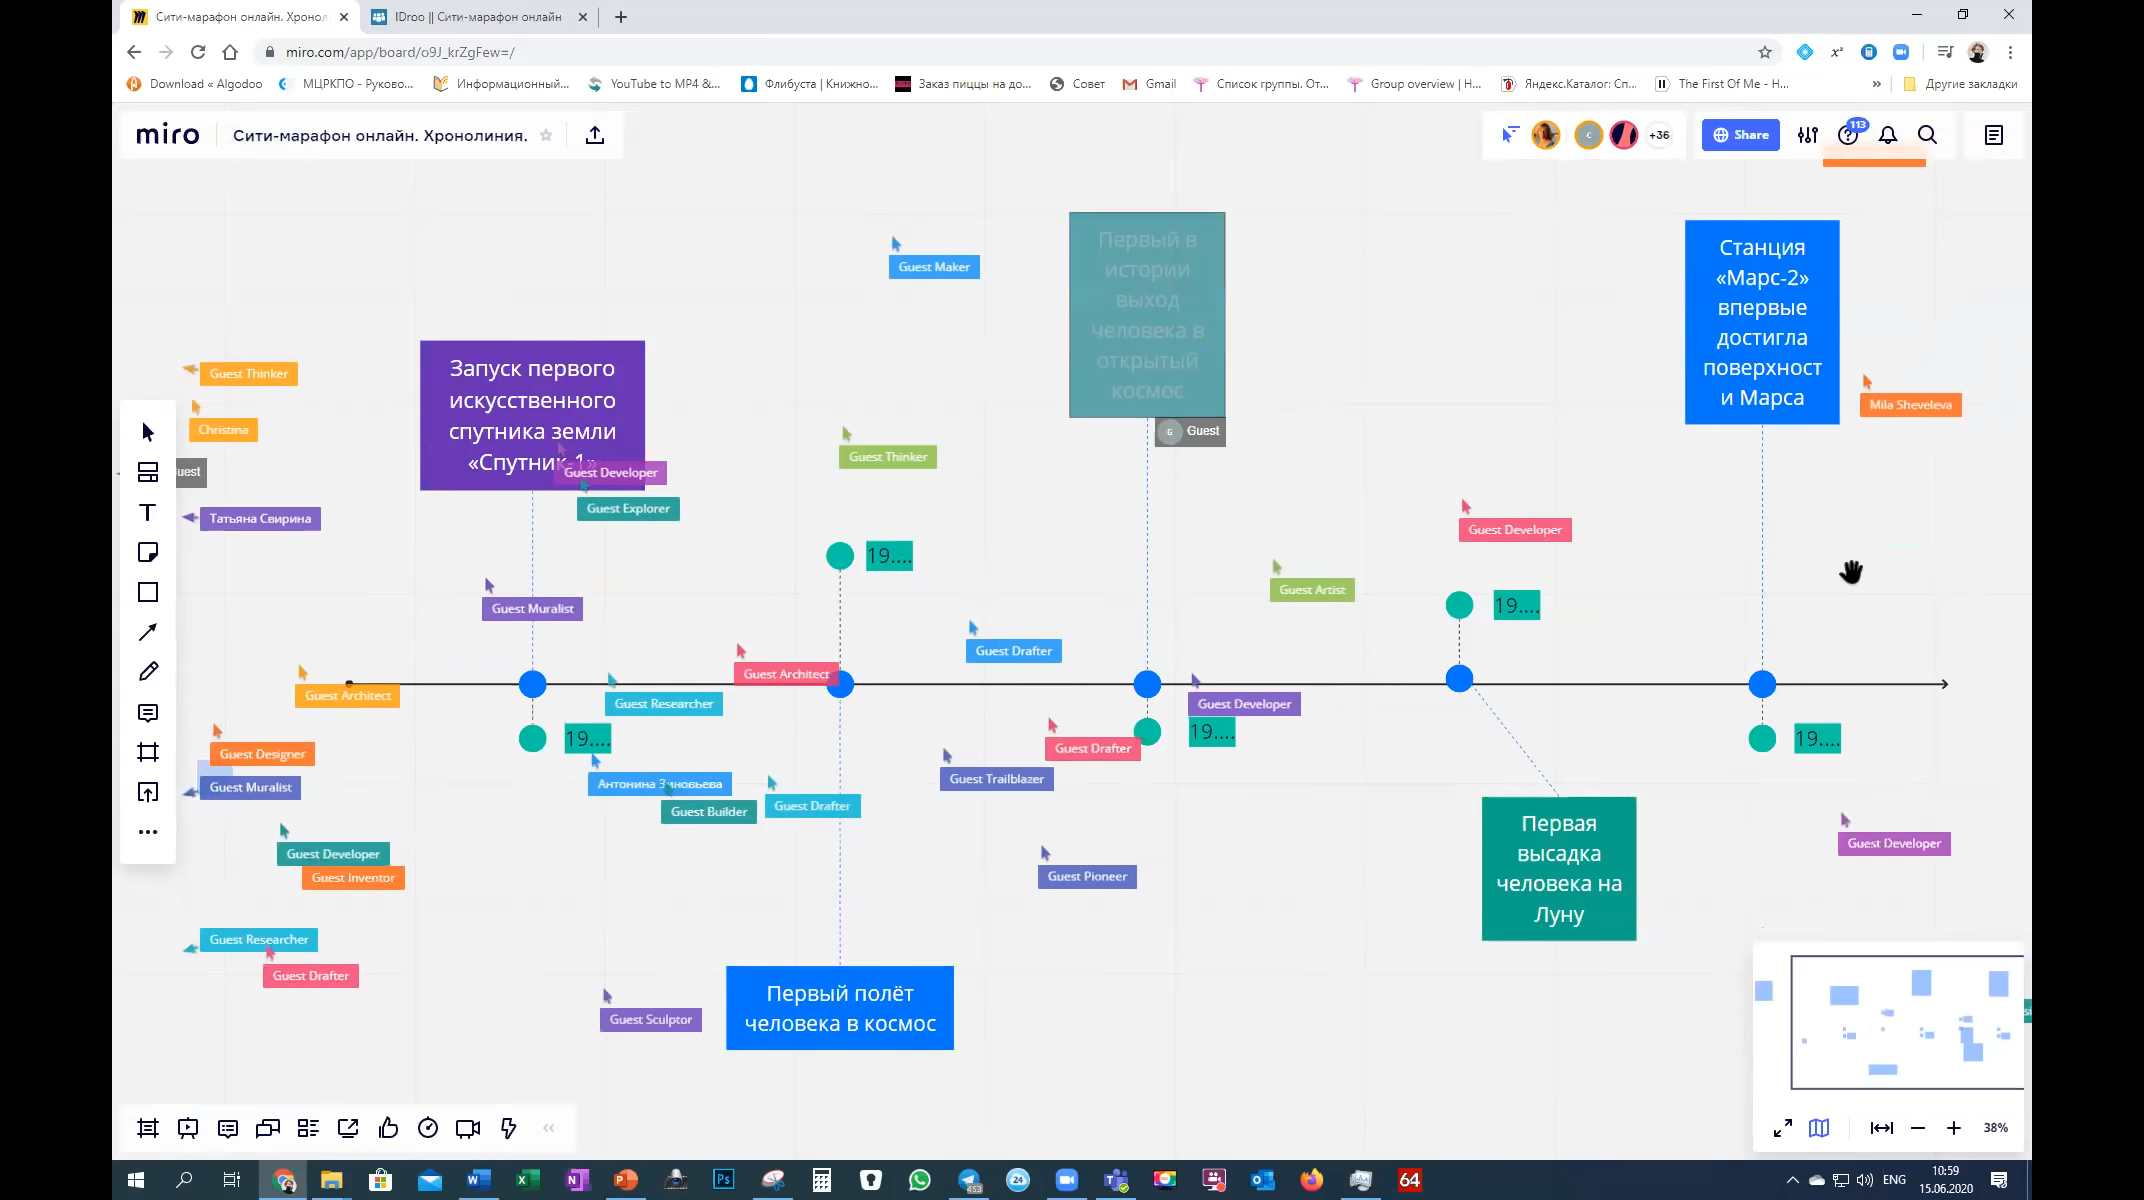 Сити-марафон онлайн. Хронол
IDroo || Сити-марафон онлайн
miro.com/app/board/o9J_krZgFew=/
Download « Algodoo
МЦРКПО - Руково...
Информационный...
YouTube to MP4 &...
Флибуста | Книжно...
Заказ пиццы на до...
Совет
Gmail
Список группы. От...
Group overview | H...
Яндекс.Каталог: Сп...
The First Of Me - H...
»
Другие закладки
miro
Сити-марафон онлайн. Хронолиния.
C
+36
Share
113
Guest Maker
Первый в
истории
выход
человека в
открытый
космос
G Guest
Станция
«Марс-2»
впервые
достигла
поверхност
и Марса
Mila Sheveleva
Запуск первого
искусственного
спутника земли
«Спутник-1»
Guest Thinker
Christina
uest
Татьяна Свирина
Guest Developer
Guest Explorer
Guest Thinker
Guest Developer
19....
Guest Artist
19....
Guest Muralist
Guest Drafter
Guest Architect
Guest Architect
Guest Researcher
Guest Developer
19....
Guest Drafter
19....
19....
Guest Designer
Guest Muralist
Антонина Зиновьева
Guest Builder
Guest Drafter
Guest Trailblazer
Guest Developer
Guest Inventor
Guest Pioneer
Первая
высадка
человека на
Луну
Guest Developer
Guest Researcher
Guest Drafter
Guest Sculptor
Первый полёт
человека в космос
38%
453
24
64
ENG
10:59
15.06.2020